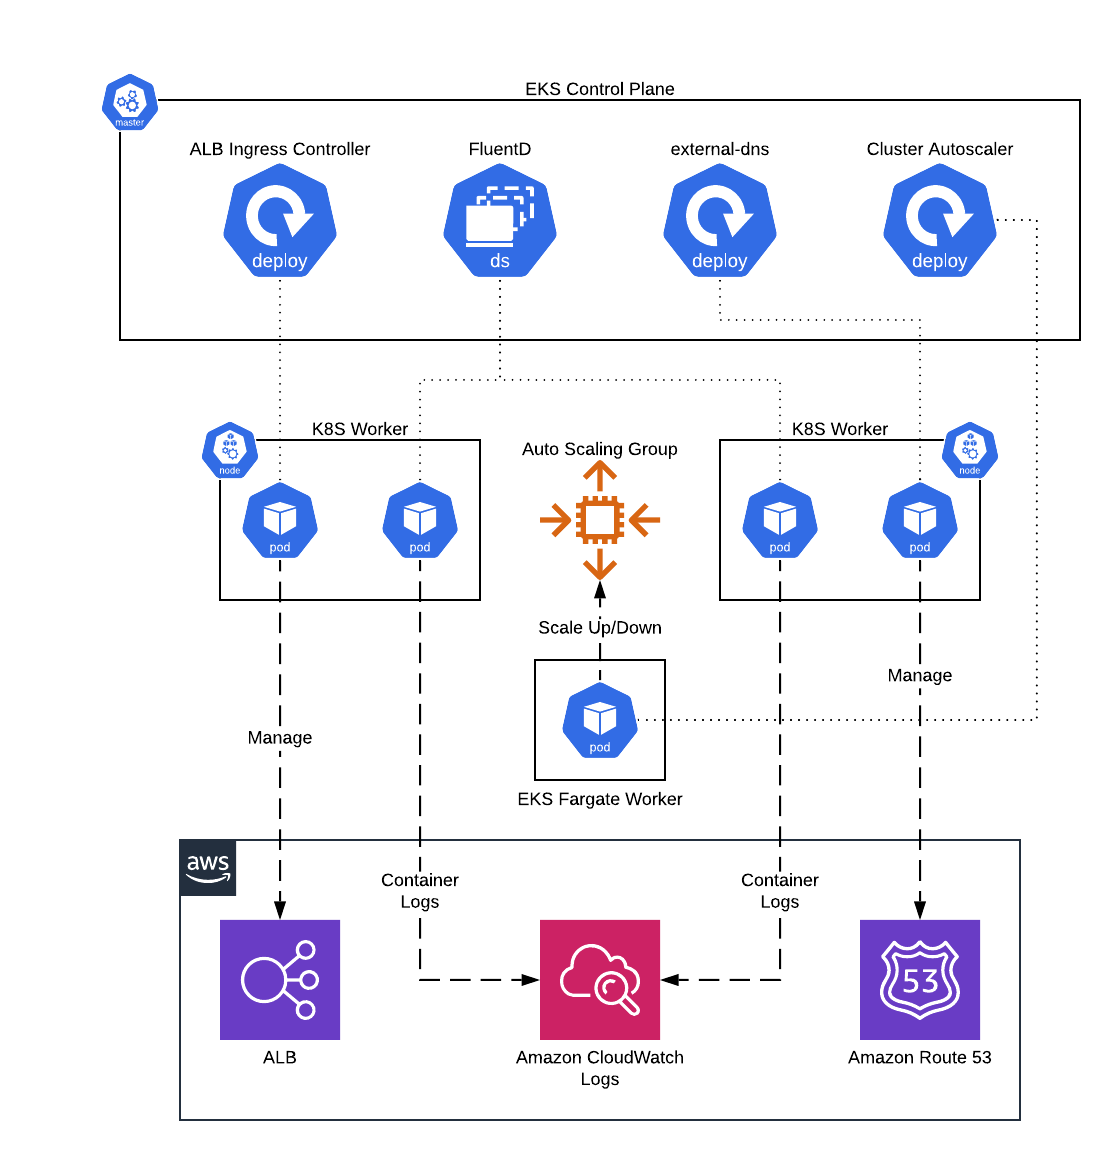 EKS Control Plane
master
ALB Ingress Controller
FluentD
external-dns
Cluster Autoscaler
deploy
ds
deploy
deploy
K8S Worker
K8S Worker
node
node
Auto Scaling Group
pod
pod
pod
pod
Scale Up/Down
Manage
Manage
pod
EKS Fargate Worker
aws
Container
Logs
Container
Logs
53
ALB
Amazon CloudWatch
Logs
Amazon Route 53